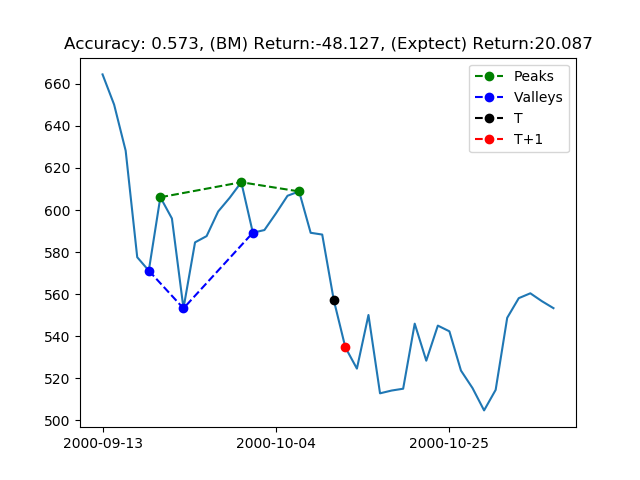 Accuracy: 0.573, (BM) Return:-48.127, (Exptect) Return:20.087
Peaks
Valleys
T
T+1
660
640
620
600
580
560
540
520
500
2000-09-13
2000-10-04
2000-10-25